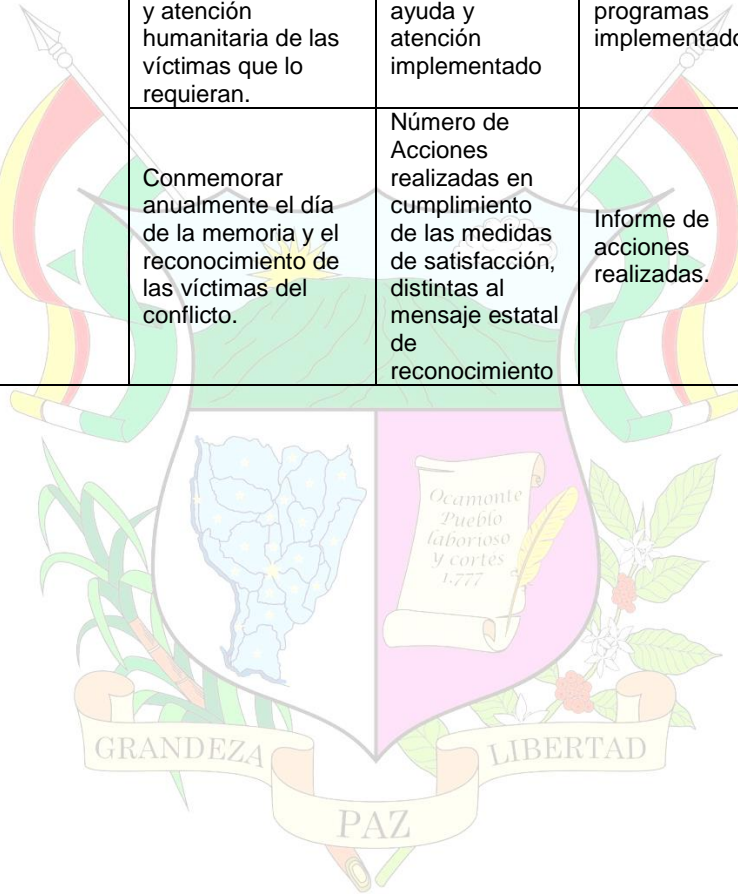 y atención
humanitaria de las
víctimas que lo
requieran.
ayuda y
atención
implementado
programas
implementado
Conmemorar
anualmente el día
de la memoria y el
reconocimiento de
las víctimas del
conflicto.
Número de
Acciones
realizadas en
cumplimiento
de las medidas
de satisfacción,
distintas al
mensaje estatal
de
reconocimiento
Informe de
acciones
realizadas.
Ocamonte
Pueblo
laborioso
y cortés
1.777
GRANDEZA
LIBERTAD
PAZ